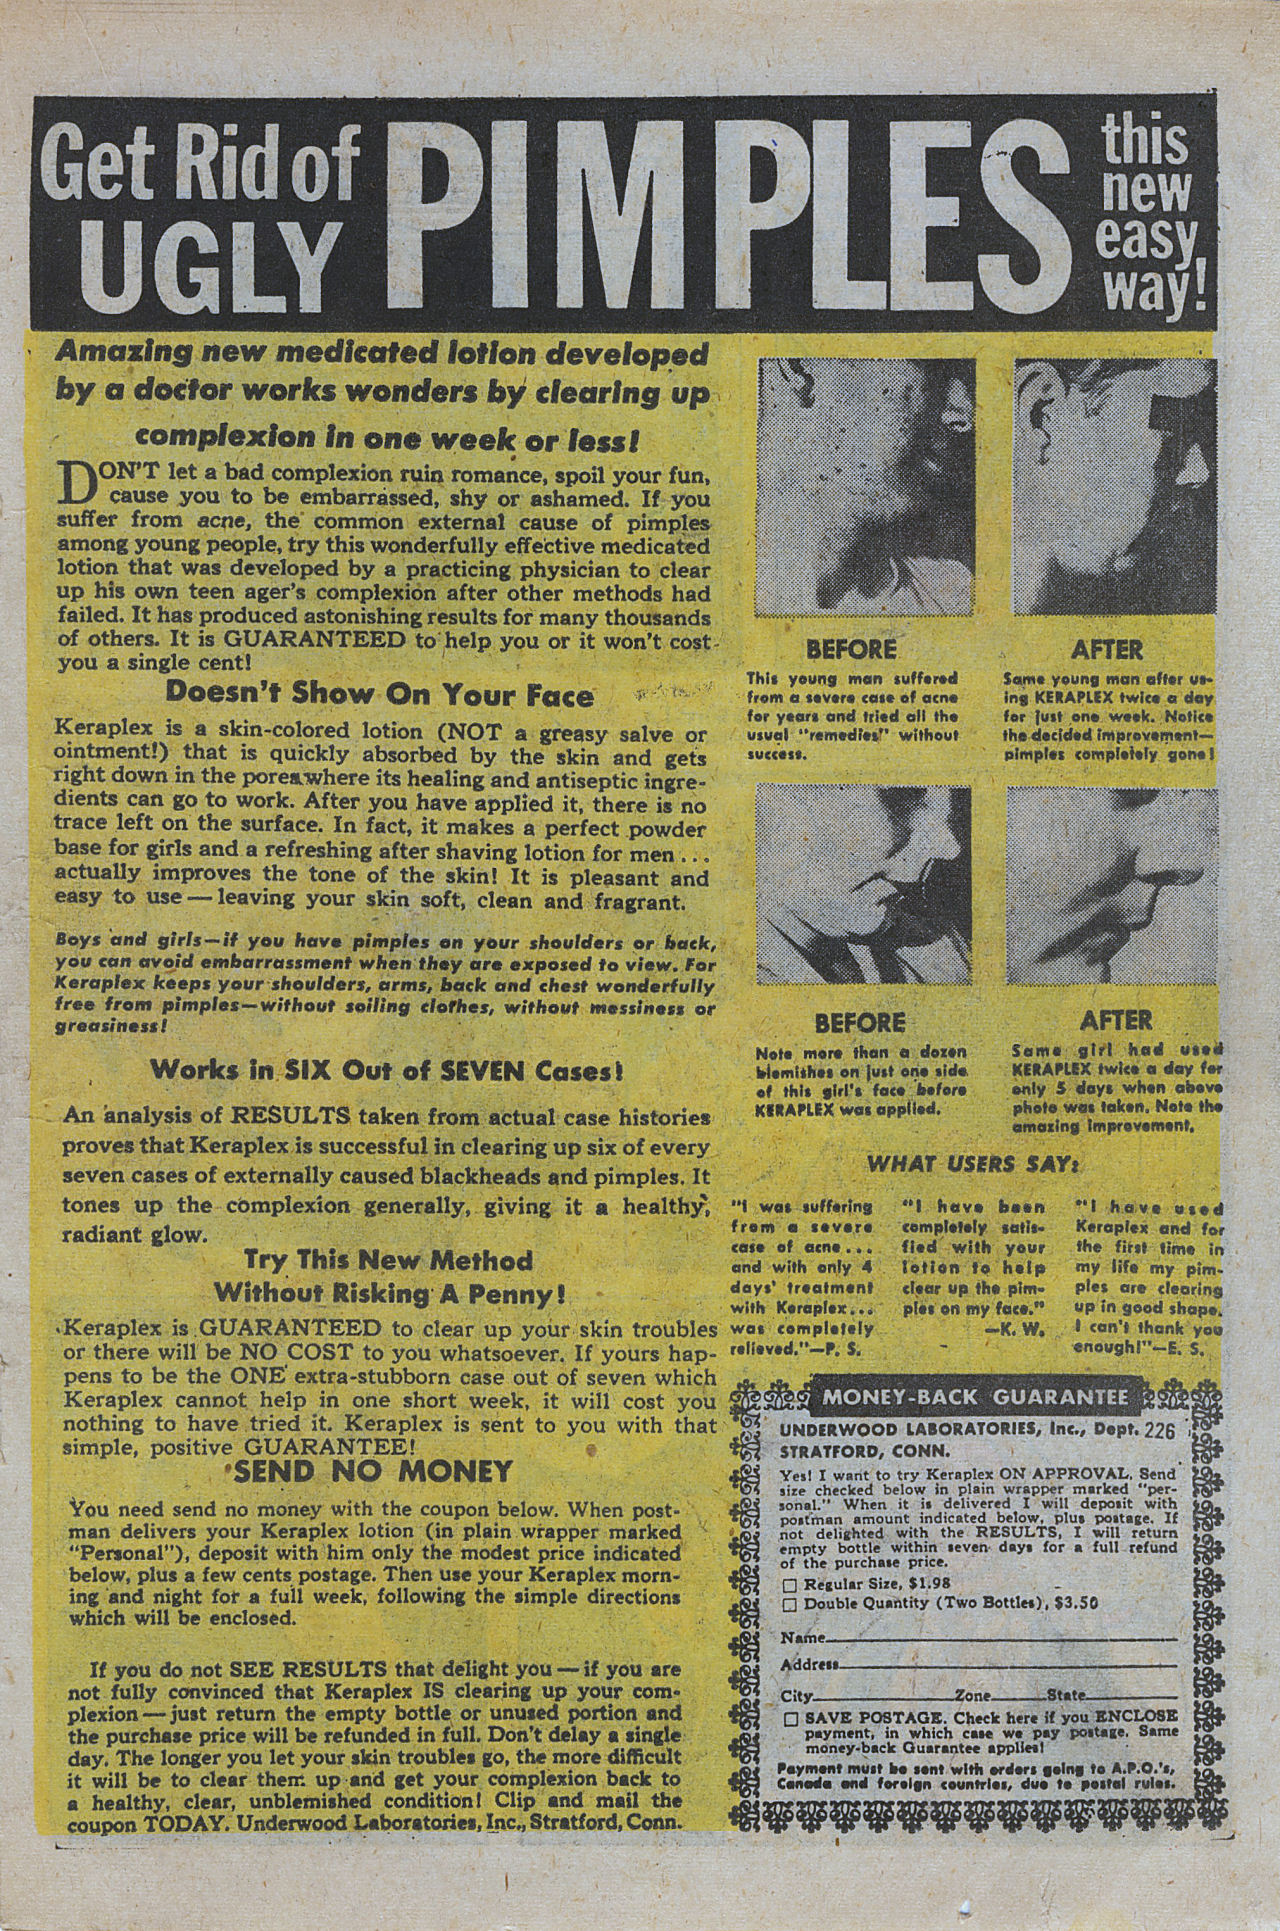 Get Rid of
UGLY
PIMPLES
this
new
easy
way!
Amazing new medicated lotion developed
by a doctor works wonders by clearing up
complexion in one week or less!
DON'T let a bad complexion ruin romance, spoil your fun,
cause you to be embarrassed, shy or ashamed. If you
suffer from acne, the common external cause of pimples
among young people, try this wonderfully effective medicated
lotion that was developed by a practicing physician to clear
up his own teen ager's complexion after other methods had
failed. It has produced astonishing results for many thousands
of others. It is GUARANTEED to help you or it won't cost
you a single cent!
Doesn't Show On Your Face
Keraplex is a skin-colored lotion (NOT a greasy salve or
ointment!) that is quickly absorbed by the skin and gets
right down in the pores where its healing and antiseptic ingre-
dients can go to work. After you have applied it, there is no
trace left on the surface. In fact, it makes a perfect powder
base for girls and a refreshing after shaving lotion for men...
actually improves the tone of the skin! It is pleasant and
easy to use—leaving your skin soft, clean and fragrant.
Boys and girls—if you have pimples on your shoulders or back,
you can avoid embarrassment when they are exposed to view. For
Keraplex keeps your shoulders, arms, back and chest wonderfully
free from pimples—without soiling clothes, without messiness or
greasiness!
Works in SIX Out of SEVEN Cases!
An analysis of RESULTS taken from actual case histories
proves that Keraplex is successful in clearing up six of every
seven cases of externally caused blackheads and pimples. It
tones up the complexion generally, giving it a healthy,
radiant glow.
Try This New Method
Without Risking A Penny!
Keraplex is GUARANTEED to clear up your skin troubles
or there will be NO COST to you whatsoever. If yours hap-
pens to be the ONE extra-stubborn case out of seven which
Keraplex cannot help in one short week, it will cost you
nothing to have tried it. Keraplex is sent to you with that
simple, positive GUARANTEE!
SEND NO MONEY
You need send no money with the coupon below. When post-
man delivers your Keraplex lotion (in plain wrapper marked
"Personal"), deposit with him only the modest price indicated
below, plus a few cents postage. Then use your Keraplex morn-
ing and night for a full week, following the simple directions
which will be enclosed.
If you do not SEE RESULTS that delight you—if you are
not fully convinced that Keraplex IS clearing up your com-
plexion—just return the empty bottle or unused portion and
the purchase price will be refunded in full. Don't delay a single
day. The longer you let your skin troubles go, the more difficult
it will be to clear them up and get your complexion back to
a healthy, clear, unblemished condition! Clip and mail the
coupon TODAY. Underwood Laboratories, Inc., Stratford, Conn.
BEFORE
This young man suffered
from a severe case of acne
for years and tried all the
usual "remedies" without
success.
AFTER
Same young man after us-
ing KERAPLEX twice a day
for just one week. Notice
the decided improvement—
pimples completely gone!
BEFORE
Note more than a dozen
blemishes on just one side
of this girl's face before
KERAPLEX was applied.
AFTER
Same girl had used
KERAPLEX twice a day for
only 5 days when above
photo was taken. Note the
amazing improvement.
WHAT USERS SAY:
"I was suffering
from a severe
case of acne...
and with only 4
days' treatment
with Keraplex...
was completely
relieved."—P. S.
"I have been
completely satis-
fied with your
lotion to help
clear up the pim-
ples on my face."
—K. W.
"I have used
Keraplex and for
the first time in
my life my pim-
ples are clearing
up in good shape.
I can't thank you
enough!"—E. S.
MONEY-BACK GUARANTEE
UNDERWOOD LABORATORIES, Inc., Dept. 226
STRATFORD, CONN.
Yes! I want to try Keraplex ON APPROVAL. Send
size checked below in plain wrapper marked "per-
sonal." When it is delivered I will deposit with
postman amount indicated below, plus postage. If
not delighted with the RESULTS, I will return
empty bottle within seven days for a full refund
of the purchase price.
□ Regular Size, $1.98
□ Double Quantity (Two Bottles), $3.50
Name
Address
City Zone State
□ SAVE POSTAGE. Check here if you ENCLOSE
payment, in which case we pay postage. Same
money-back Guarantee applies!
Payment must be sent with orders going to A.P.O.'s,
Canada and foreign countries, due to postal rules.